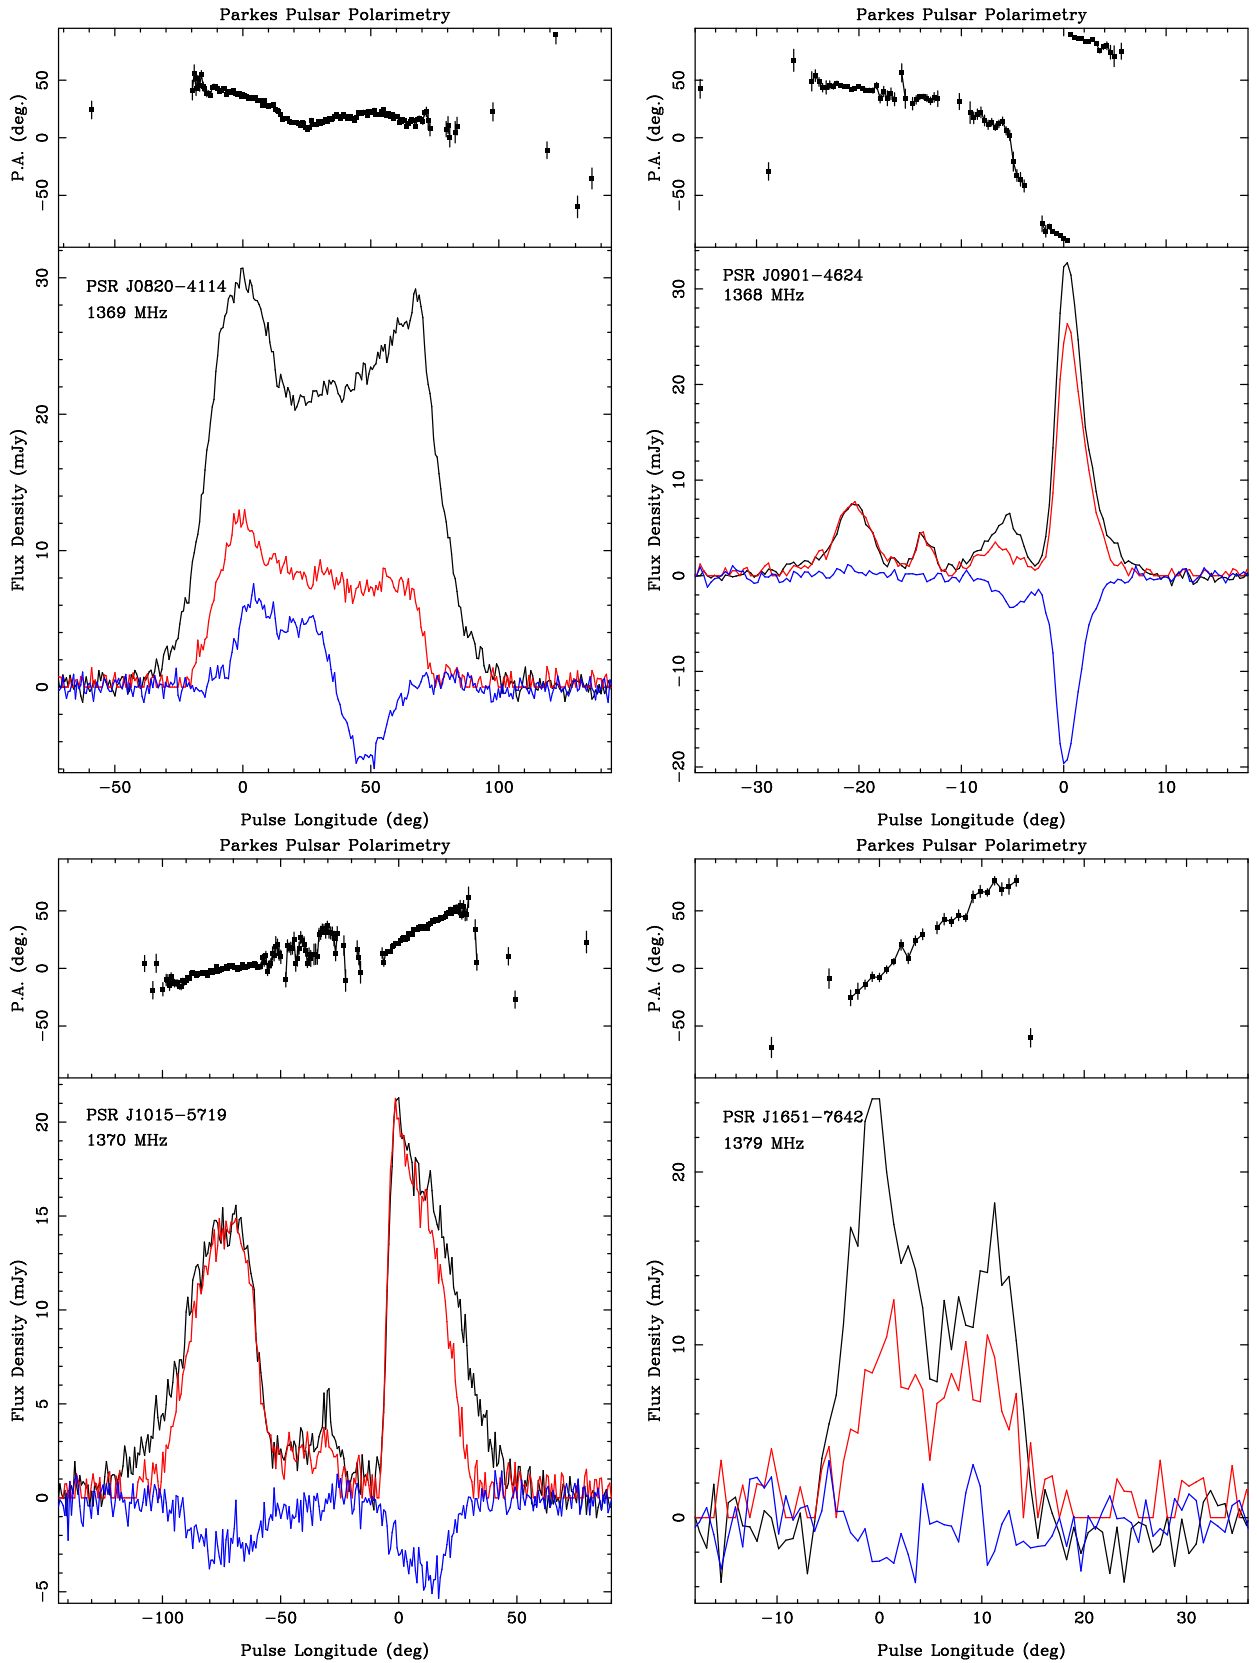 Parkes Pulsar Polarimetry
P.A. (deg.)
50
0
−50
PSR J0820−4114
1369 MHz
Flux Density (mJy)
30
20
10
0
−50 0 50 100
Pulse Longitude (deg)
Parkes Pulsar Polarimetry
P.A. (deg.)
50
0
−50
PSR J0901−4624
1368 MHz
Flux Density (mJy)
30
20
10
0
−10
−20
−30 −20 −10 0 10
Pulse Longitude (deg)
Parkes Pulsar Polarimetry
P.A. (deg.)
50
0
−50
PSR J1015−5719
1370 MHz
Flux Density (mJy)
20
15
10
5
0
−5
−100 −50 0 50
Pulse Longitude (deg)
Parkes Pulsar Polarimetry
P.A. (deg.)
50
0
−50
PSR J1651−7642
1379 MHz
Flux Density (mJy)
20
10
0
−10 0 10 20 30
Pulse Longitude (deg)